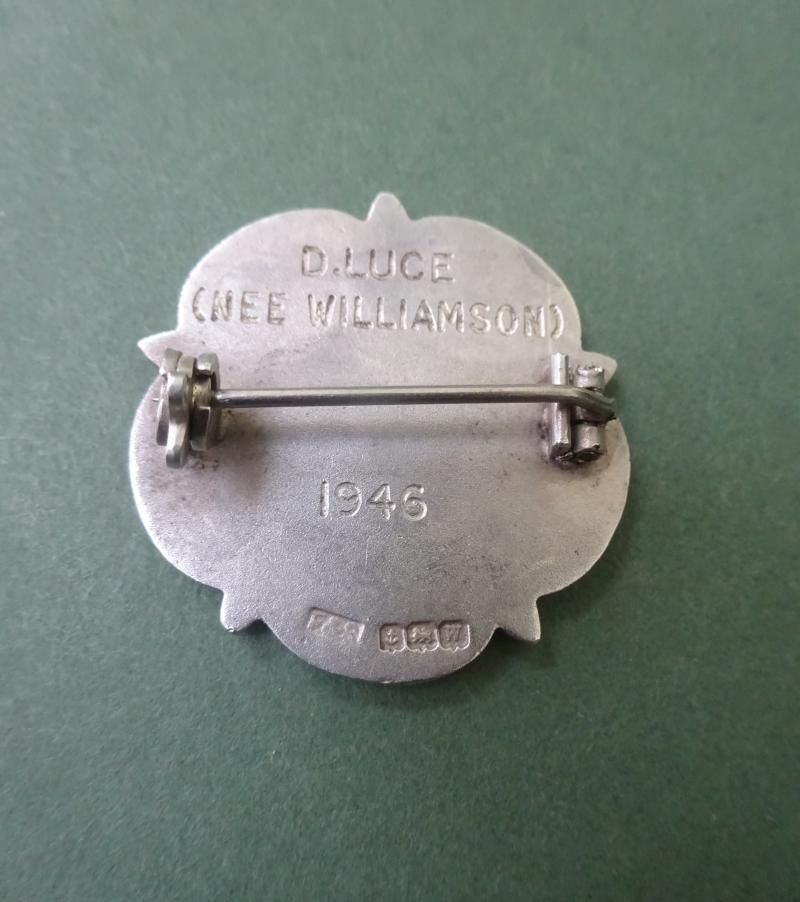 D.LUCE
(NEE WILLIAMSON)
1946
W